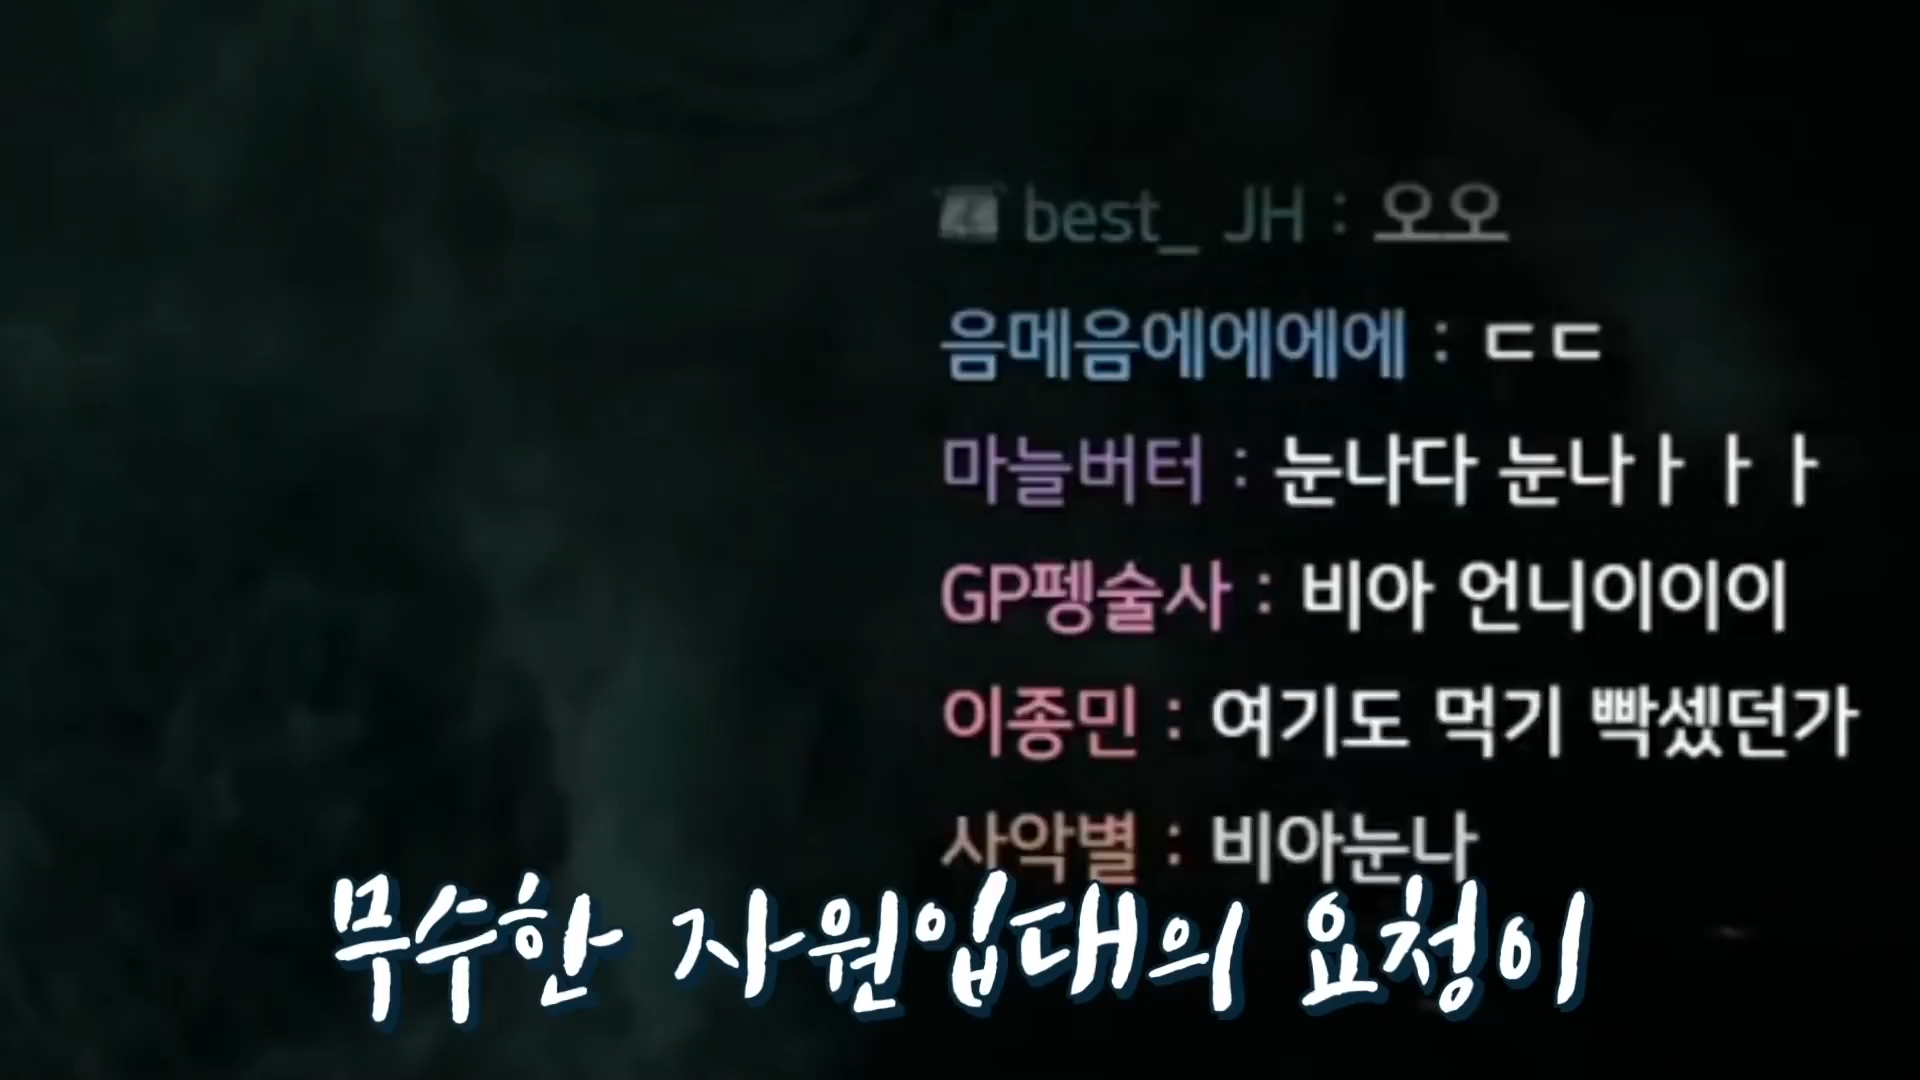 best_ JH : 오오
음메음에에에에 : ㄷㄷ
마늘버터 : 눈나다 눈나ㅏㅏㅏ
GP펭술사 : 비아 언니이이이
이종민 : 여기도 먹기 빡셌던가
사악별 : 비아눈나
무수한 자원입대의 요청이